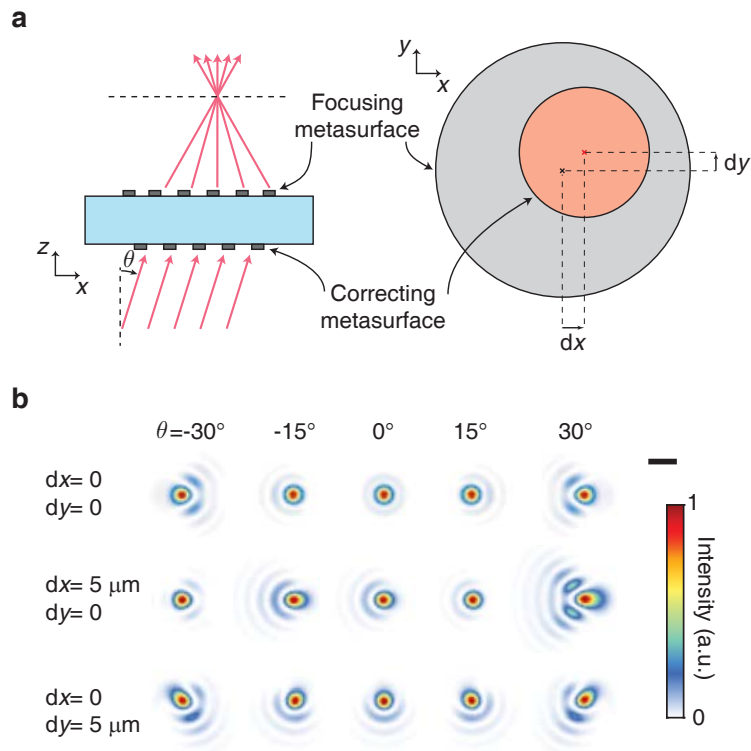 a
Focusing
metasurface
z
x
θ
Correcting
metasurface
y
x
dy
dx
b
θ=-30°
-15°
0°
15°
30°
dx= 0
dy= 0
dx= 5 μm
dy= 0
dx= 0
dy= 5 μm
1
Intensity (a.u.)
0